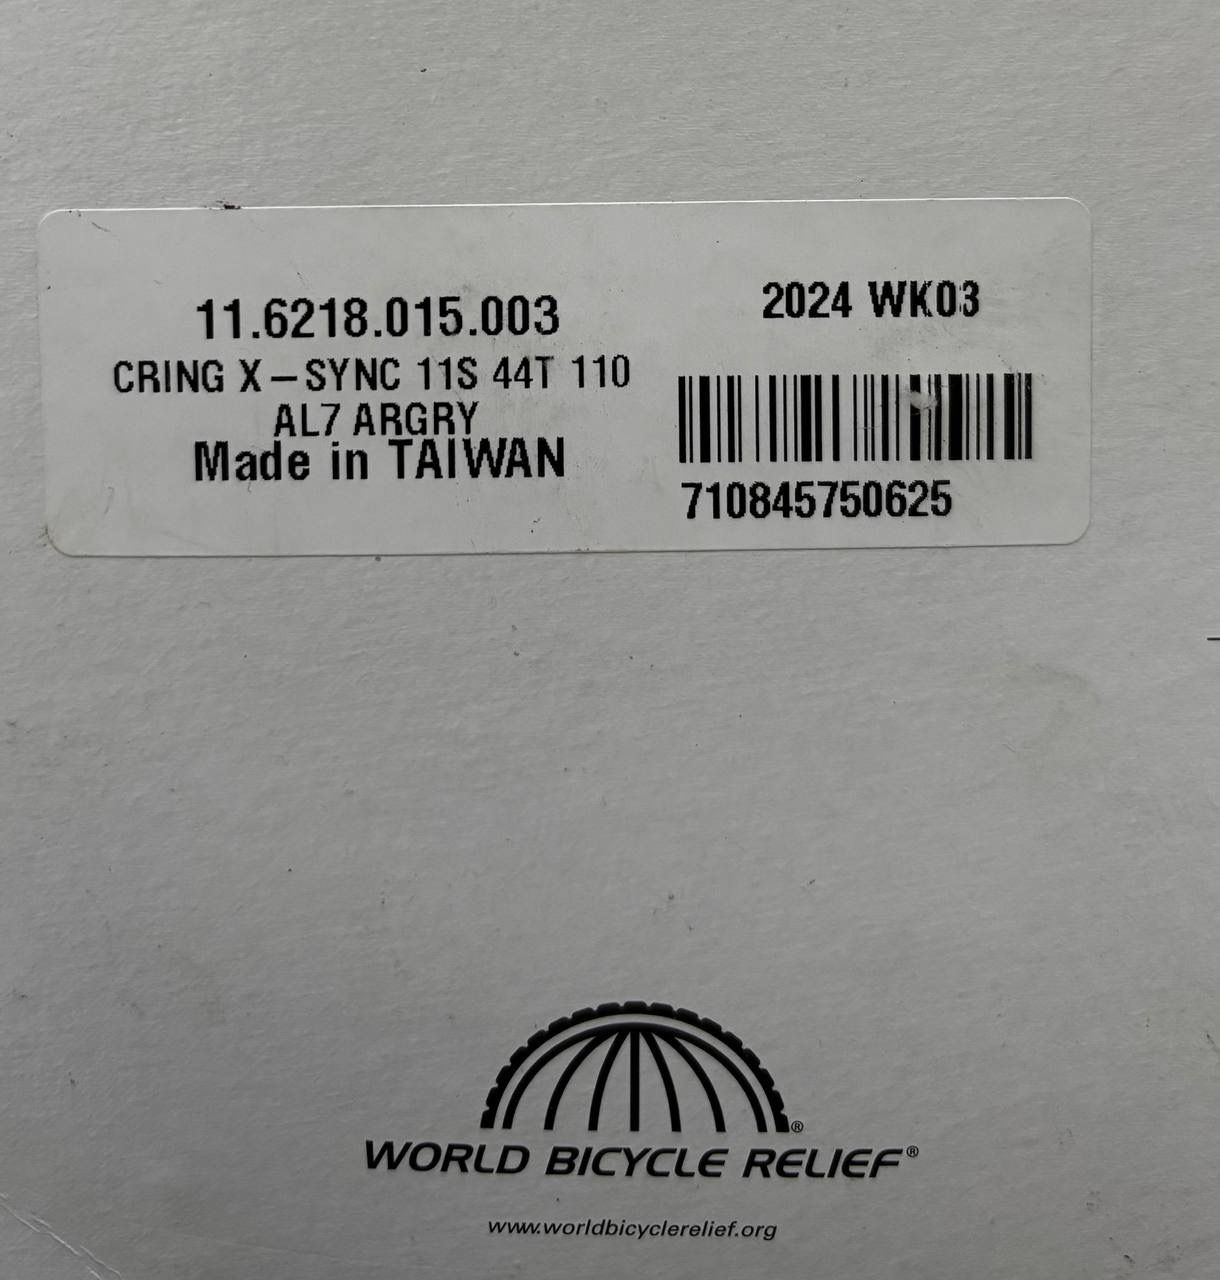 11.6218.015.003
CRING X-SYNC 11S 44T 110
AL7 ARGRY
Made in TAIWAN
2024 WK03
710845750625
®
WORLD BICYCLE RELIEF®
www.worldbicyclerelief.org